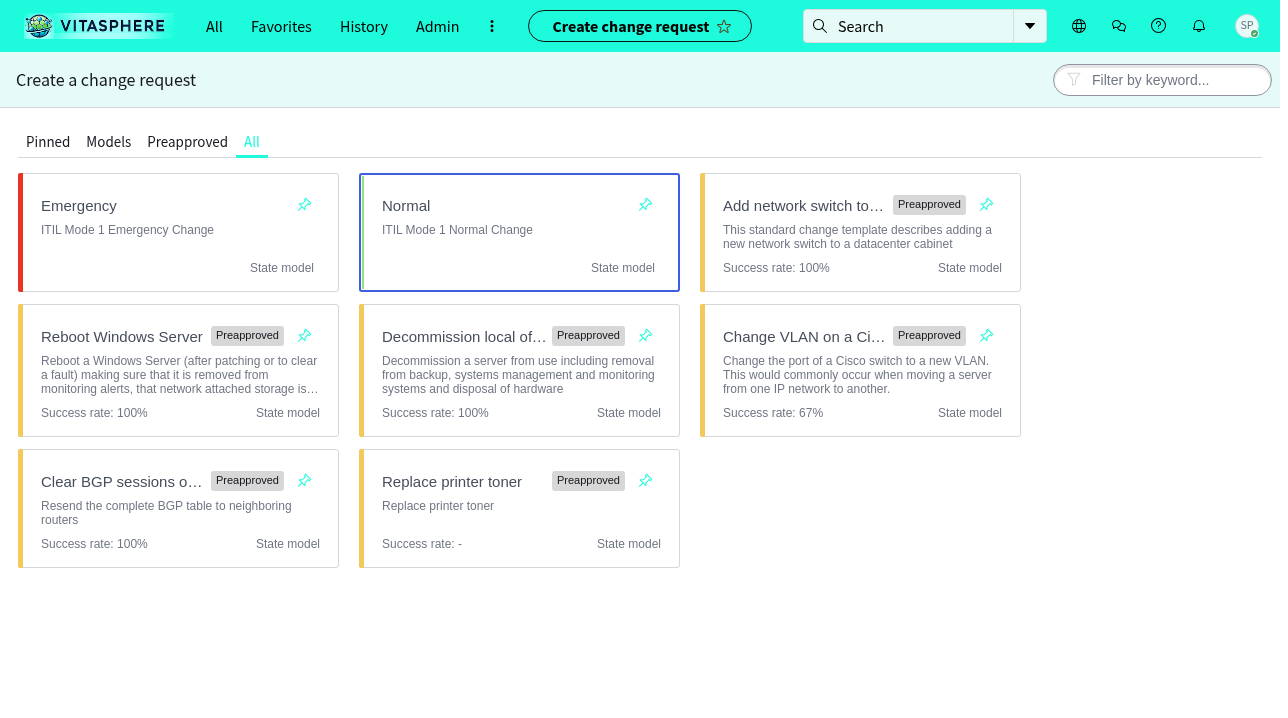 VITASPHERE
All
Favorites
History
Admin
Create change request
Search
SP
Create a change request
Filter by keyword...
Pinned
Models
Preapproved
All
Emergency
ITIL Mode 1 Emergency Change
State model
Normal
ITIL Mode 1 Normal Change
State model
Add network switch to…
Preapproved
This standard change template describes adding a
new network switch to a datacenter cabinet
Success rate: 100%
State model
Reboot Windows Server
Preapproved
Reboot a Windows Server (after patching or to clear
a fault) making sure that it is removed from
monitoring alerts, that network attached storage is…
Success rate: 100%
State model
Decommission local of…
Preapproved
Decommission a server from use including removal
from backup, systems management and monitoring
systems and disposal of hardware
Success rate: 100%
State model
Change VLAN on a Ci…
Preapproved
Change the port of a Cisco switch to a new VLAN.
This would commonly occur when moving a server
from one IP network to another.
Success rate: 67%
State model
Clear BGP sessions o…
Preapproved
Resend the complete BGP table to neighboring
routers
Success rate: 100%
State model
Replace printer toner
Preapproved
Replace printer toner
Success rate: -
State model